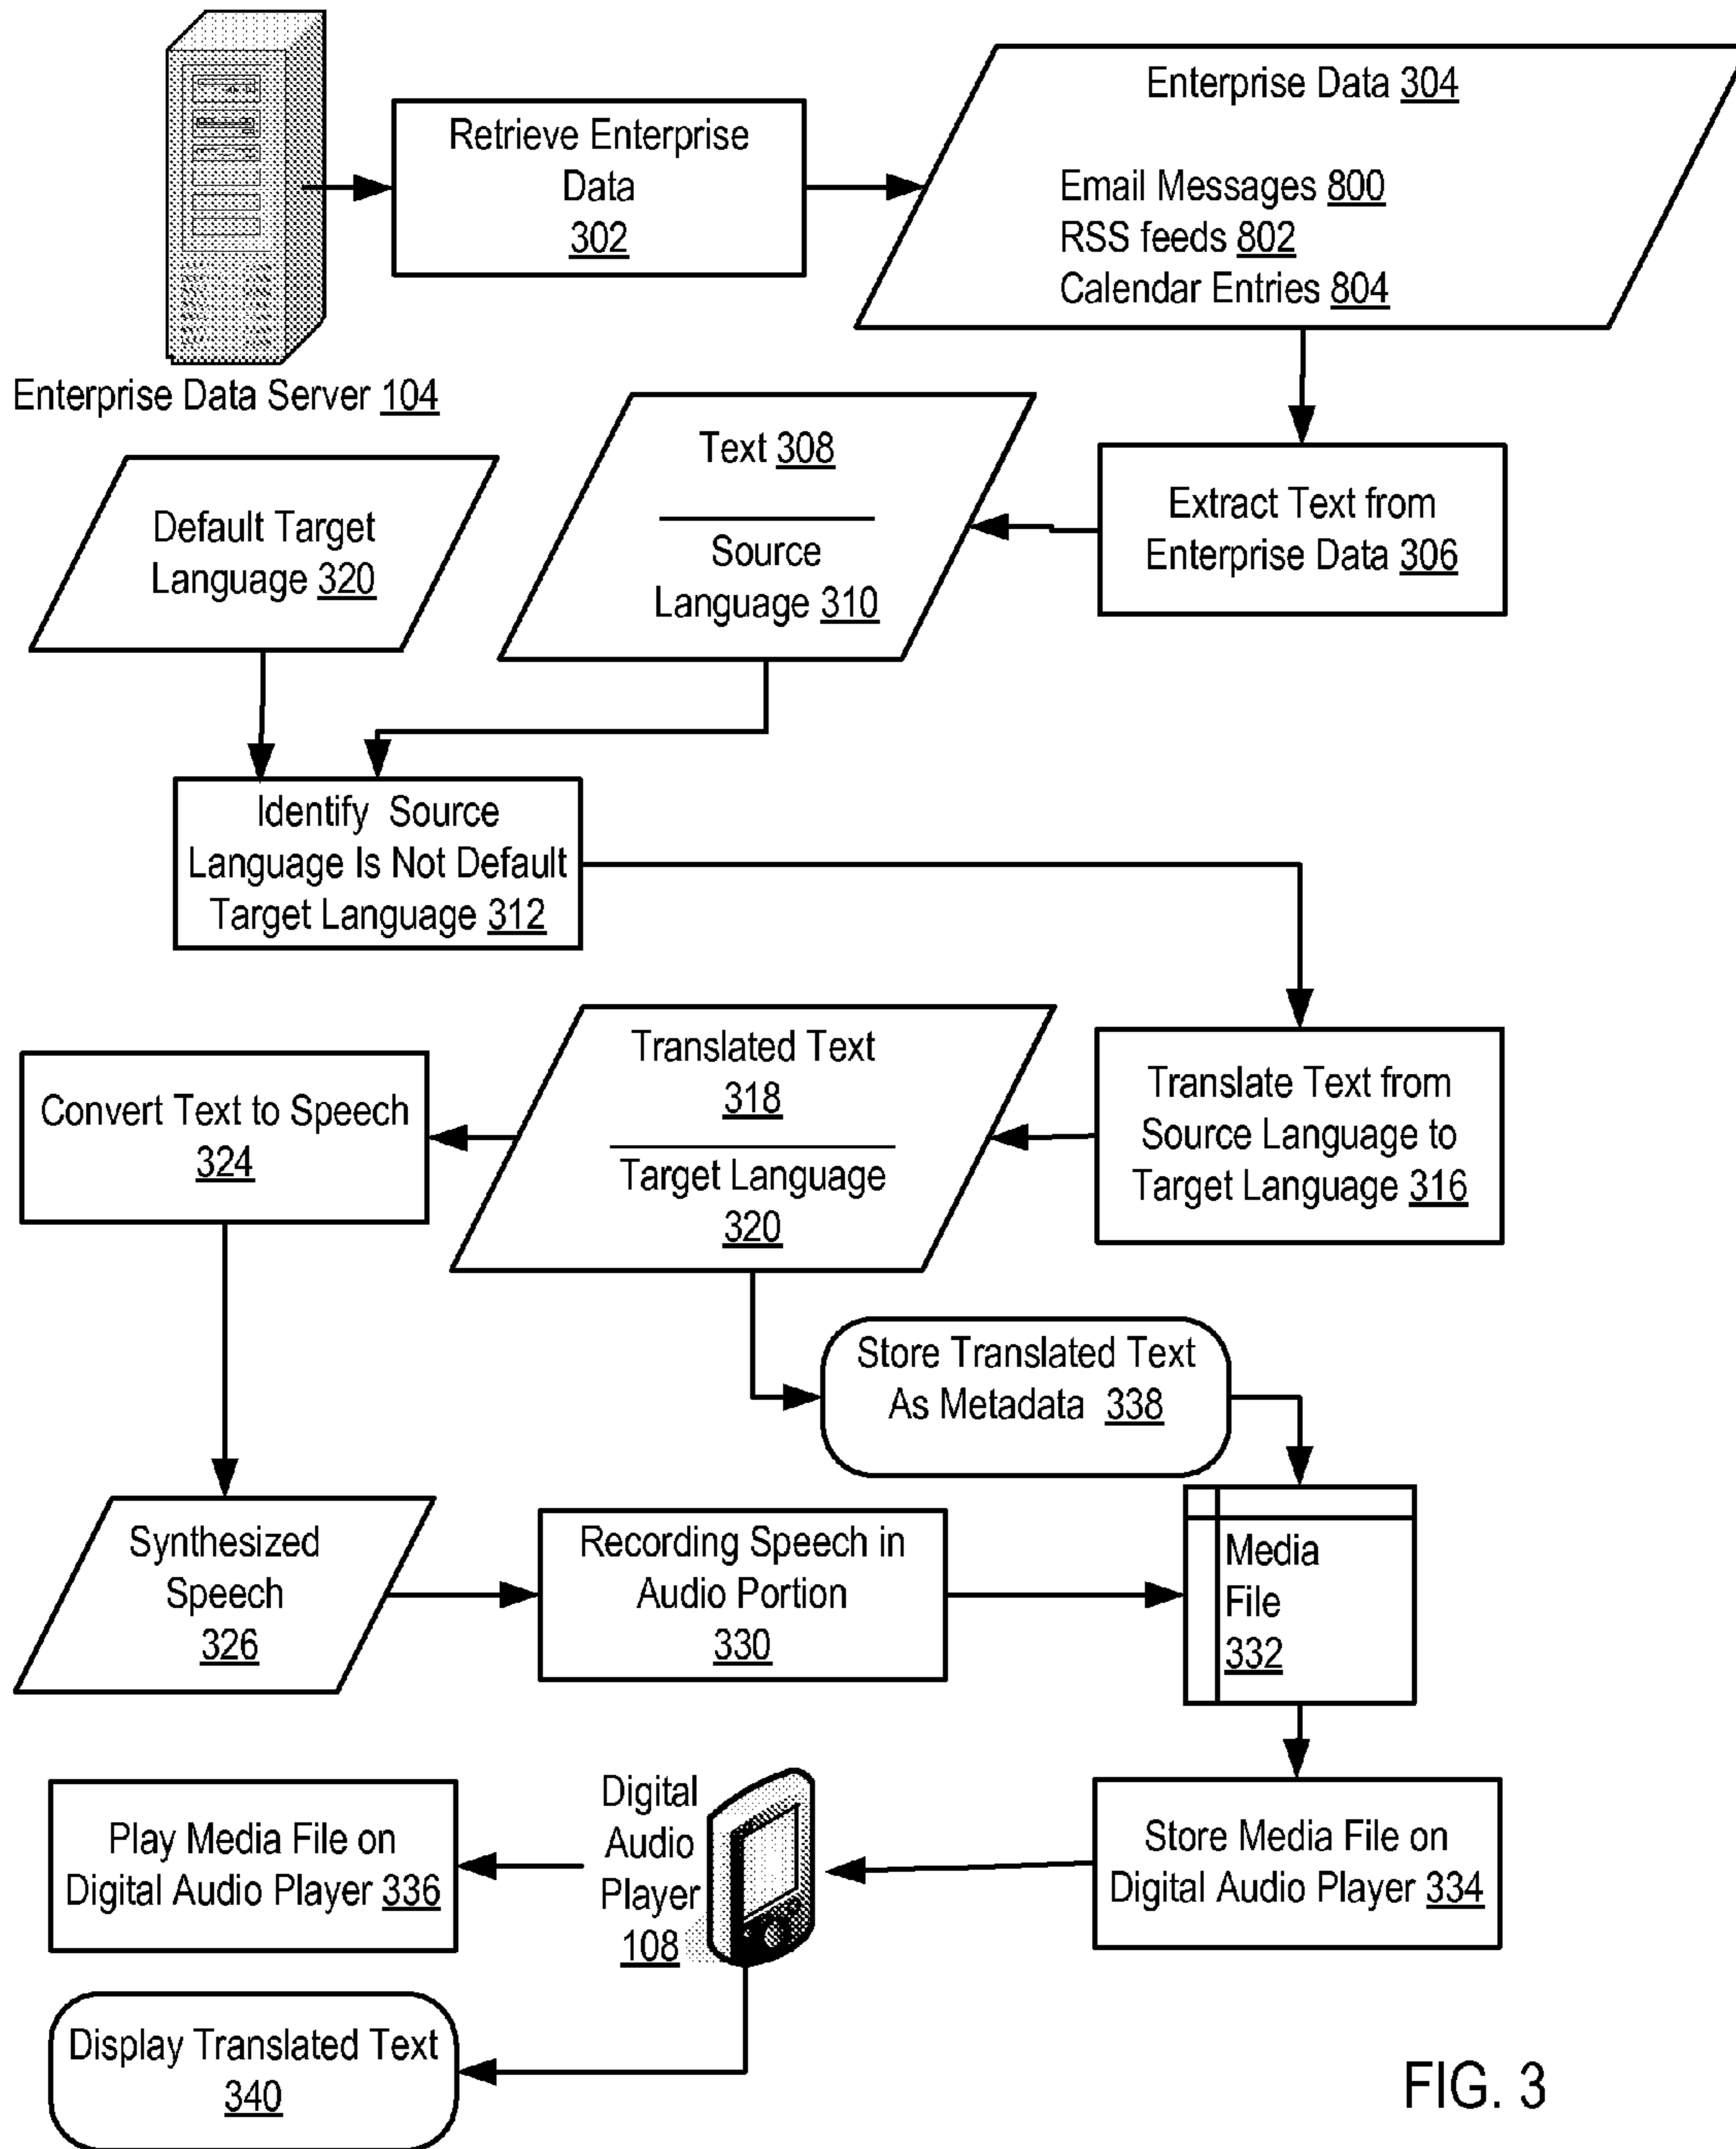 Enterprise Data Server 104
Retrieve Enterprise
Data
302
Enterprise Data 304
Email Messages 800
RSS feeds 802
Calendar Entries 804
Extract Text from
Enterprise Data 306
Text 308
Source
Language 310
Default Target
Language 320
Identify Source
Language Is Not Default
Target Language 312
Translate Text from
Source Language to
Target Language 316
Translated Text
318
Target Language
320
Convert Text to Speech
324
Store Translated Text
As Metadata 338
Synthesized
Speech
326
Recording Speech in
Audio Portion
330
Media
File
332
Store Media File on
Digital Audio Player 334
Digital
Audio
Player
108
Play Media File on
Digital Audio Player 336
Display Translated Text
340
FIG. 3